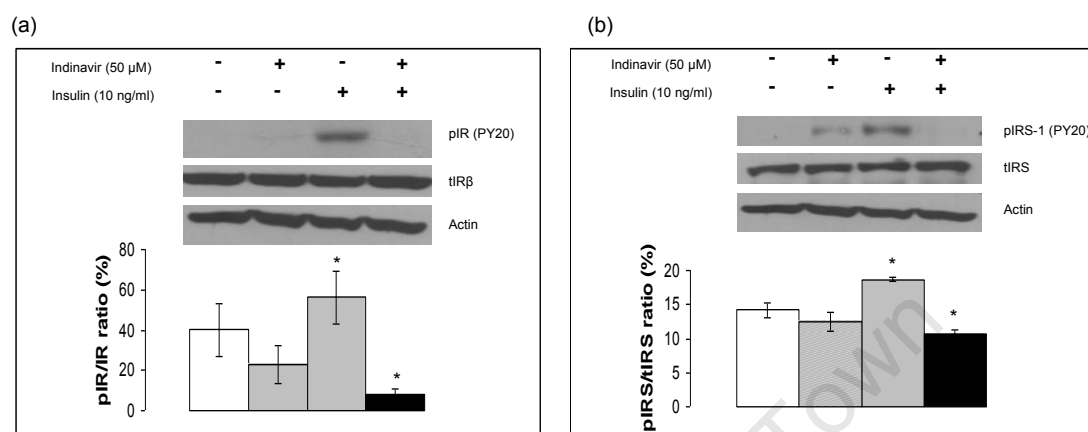 (a)
Indinavir (50 µM) - + - +
Insulin (10 ng/ml) - - + +
pIR (PY20)
tIRβ
Actin
pIR/IR ratio (%)
80
60
40
20
0
*
*
(b)
Indinavir (50 µM) - + - +
Insulin (10 ng/ml) - - + +
pIRS-1 (PY20)
tIRS
Actin
pIRS/tIRS ratio (%)
20
15
10
5
0
*
*
Town